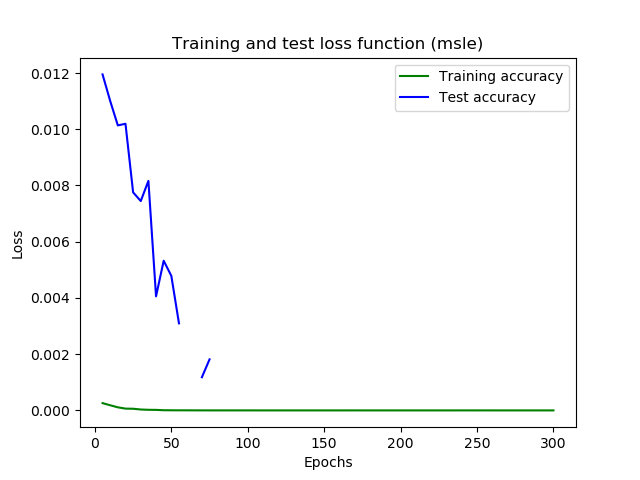 Training and test loss function (msle)
Training accuracy
Test accuracy
0.012
0.010
0.008
0.006
0.004
0.002
0.000
Loss
0
50
100
150
200
250
300
Epochs